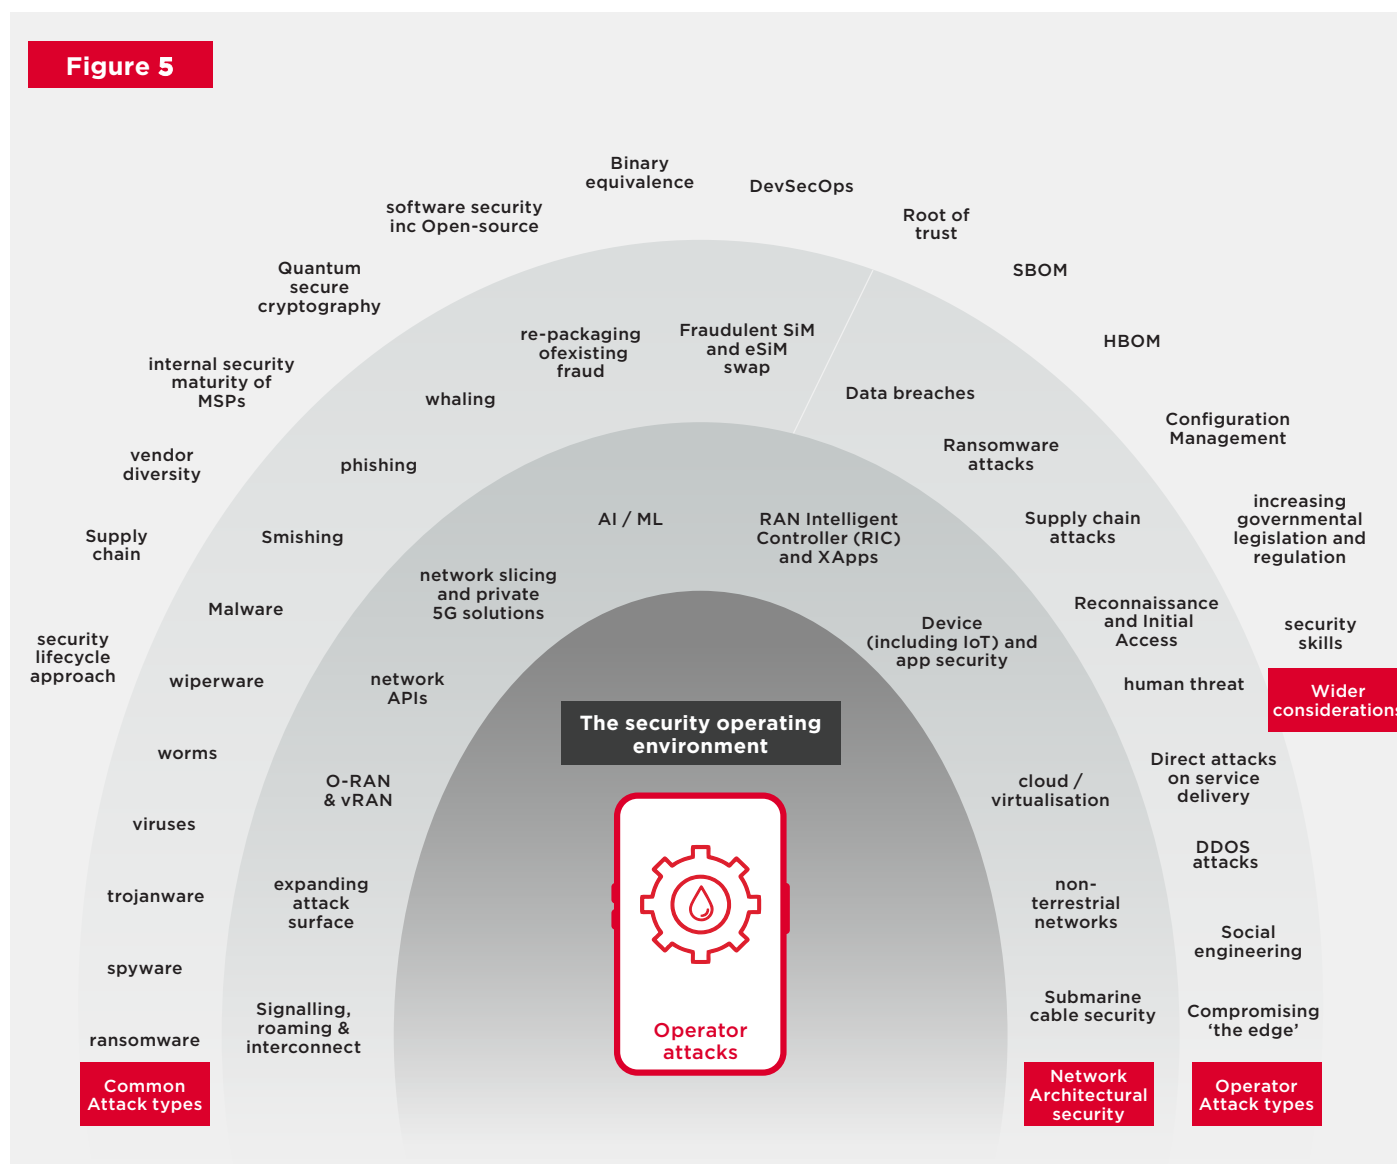 Figure 5
Binary
equivalence
DevSecOps
software security
inc Open-source
Root of
trust
Quantum
secure
cryptography
SBOM
internal security
maturity of
MSPs
HBOM
vendor
diversity
Configuration
Management
Supply
chain
increasing
governmental
legislation and
regulation
security
lifecycle
approach
security
skills
Wider
considerations
re-packaging
ofexisting
fraud
Fraudulent SiM
and eSiM
swap
whaling
phishing
Smishing
Malware
wiperware
worms
viruses
trojanware
spyware
ransomware
Common
Attack types
Data breaches
Ransomware
attacks
Supply chain
attacks
Reconnaissance
and Initial
Access
human threat
Direct attacks
on service
delivery
DDOS
attacks
Social
engineering
Compromising
‘the edge’
Operator
Attack types
AI / ML
RAN Intelligent
Controller (RIC)
and XApps
network slicing
and private
5G solutions
Device
(including IoT) and
app security
network
APIs
O-RAN
& vRAN
cloud /
virtualisation
expanding
attack
surface
non-
terrestrial
networks
Signalling,
roaming &
interconnect
Submarine
cable security
Network
Architectural
security
The security operating
environment
Operator
attacks